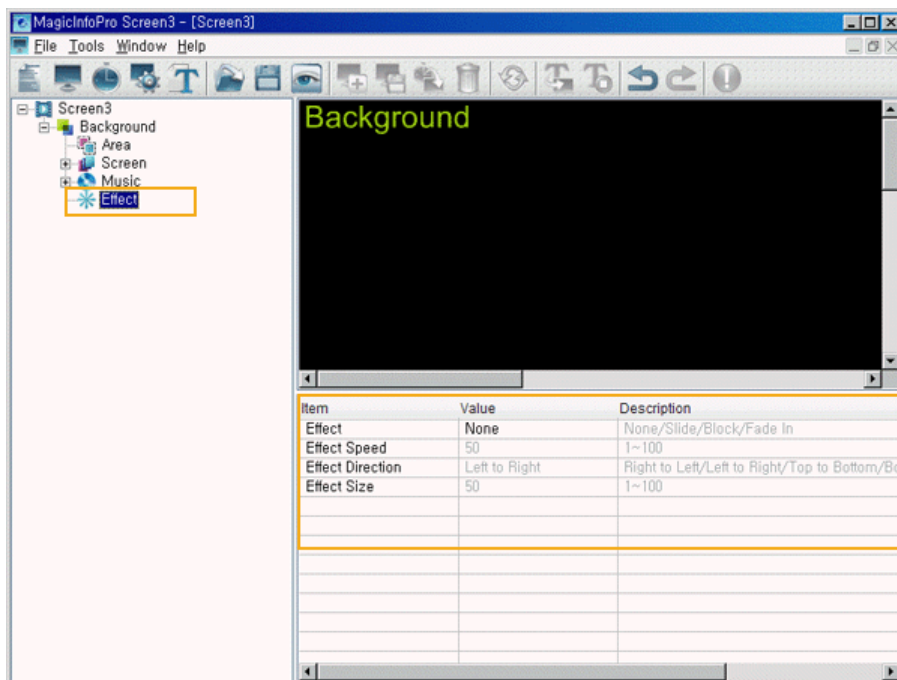 MagicInfoPro Screen3 - [Screen3]
File Tools Window Help
Screen3
Background
Area
Screen
Music
Effect
Background
Item Value Description
Effect None None/Slide/Block/Fade In
Effect Speed 50 1~100
Effect Direction Left to Right Right to Left/Left to Right/Top to Bottom/Bo
Effect Size 50 1~100